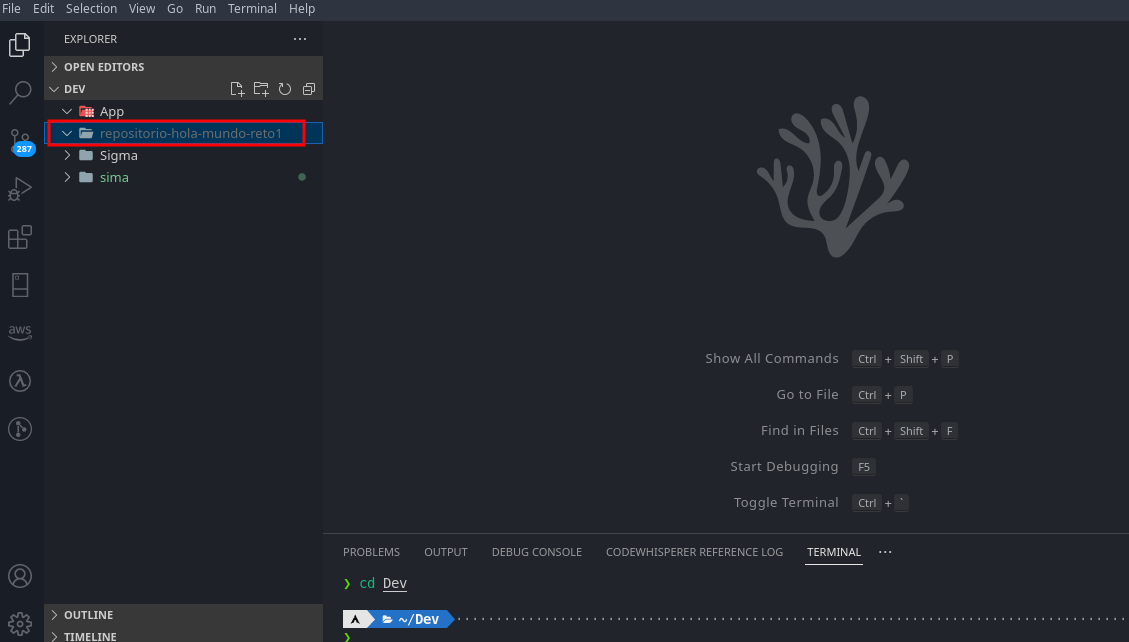 File Edit Selection View Go Run Terminal Help
EXPLORER ...
OPEN EDITORS
DEV
App
repositorio-hola-mundo-reto1
Sigma
sima
287
aws
OUTLINE
TIMELINE
Show All Commands Ctrl + Shift + P
Go to File Ctrl + P
Find in Files Ctrl + Shift + F
Start Debugging F5
Toggle Terminal Ctrl + `
PROBLEMS OUTPUT DEBUG CONSOLE CODEWHISPERER REFERENCE LOG TERMINAL ...
❯ cd Dev
~/Dev
❯